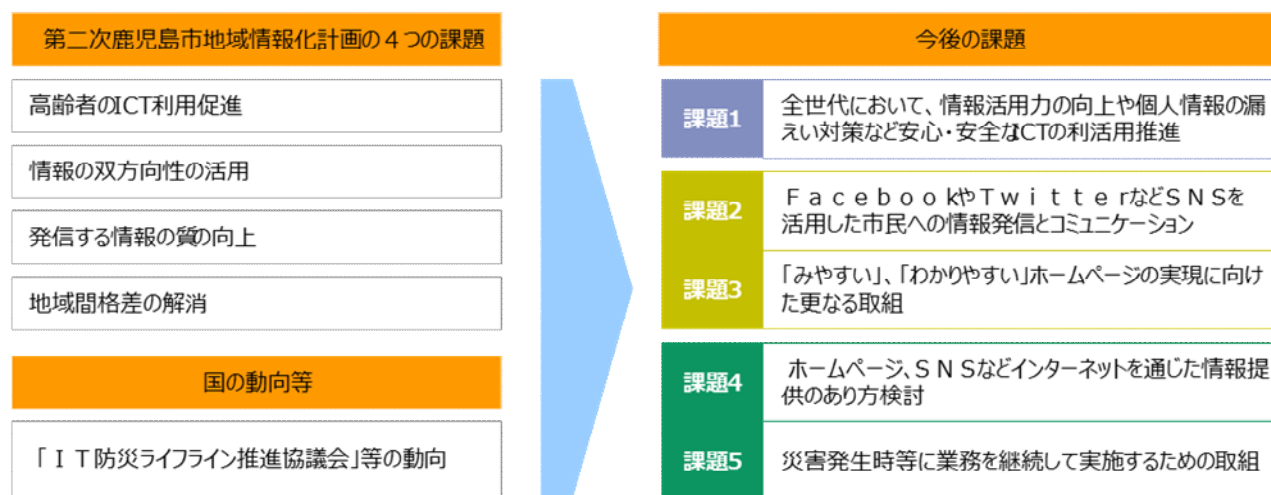 第二次鹿児島市地域情報化計画の４つの課題
高齢者のICT利用促進
情報の双方向性の活用
発信する情報の質の向上
地域間格差の解消
国の動向等
「ＩＴ防災ライフライン推進協議会」等の動向
今後の課題
課題1
全世代において、情報活用力の向上や個人情報の漏
えい対策など安心・安全なICTの利活用推進
課題2
ＦａｃｅｂｏｏｋやＴｗｉｔｔｅｒなどＳＮＳを
活用した市民への情報発信とコミュニケーション
課題3
「みやすい」、「わかりやすい」ホームページの実現に向け
た更なる取組
課題4
ホームページ、ＳＮＳなどインターネットを通じた情報提
供のあり方検討
課題5
災害発生時等に業務を継続して実施するための取組